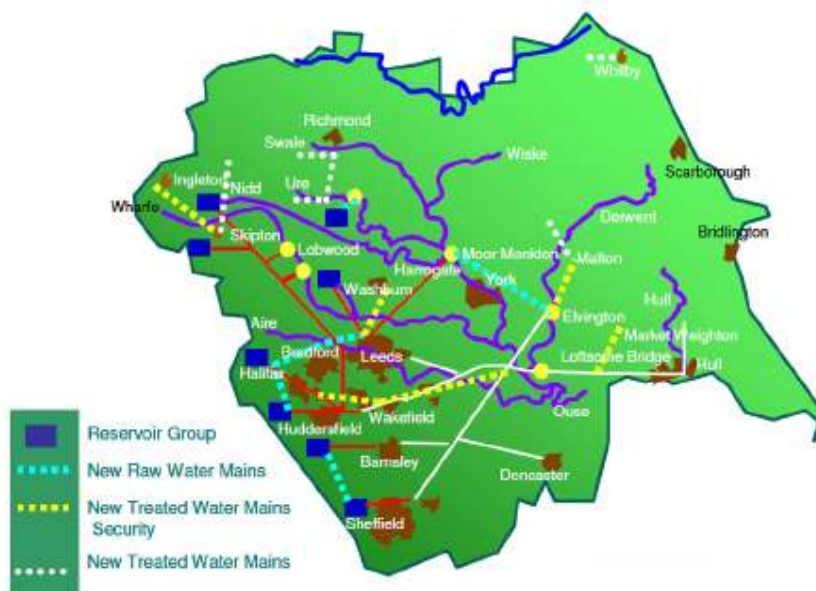 Whitby
Richmond
Swale
Wiske
Scarborough
Ingleton
Nidd
Ure
Wharfe
Derwent
Bridlington
Skipton
Lobwood
Moor Monkton
Malton
Harrogate
York
Washburn
Hull
Elvington
Aire
Market Weighton
Bradford
Leeds
Loftsome Bridge
Hull
Halifax
Wakefield
Ouse
Huddersfield
Barnsley
Doncaster
Sheffield
Reservoir Group
New Raw Water Mains
New Treated Water Mains
Security
New Treated Water Mains